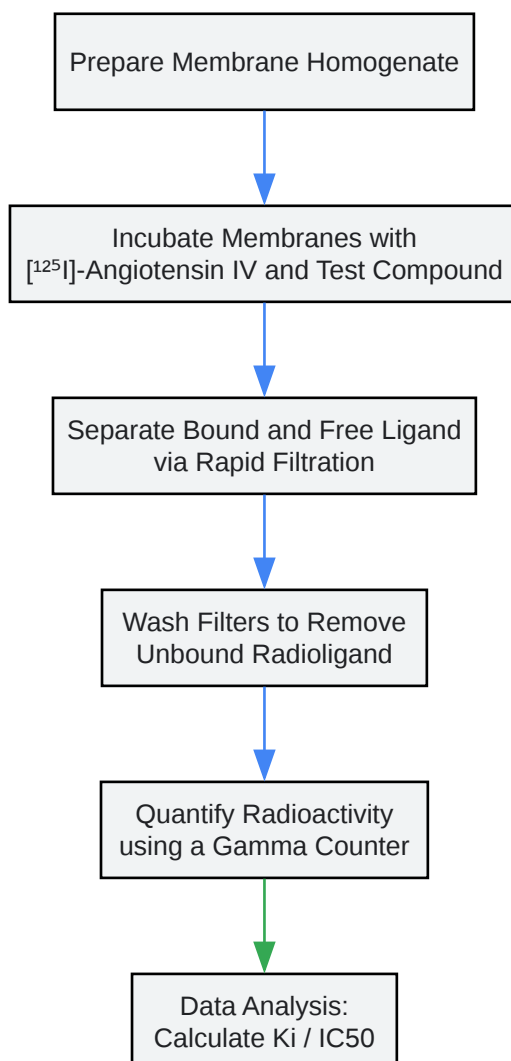 Prepare Membrane Homogenate
Incubate Membranes with
[¹²⁵I]-Angiotensin IV and Test Compound
Separate Bound and Free Ligand
via Rapid Filtration
Wash Filters to Remove
Unbound Radioligand
Quantify Radioactivity
using a Gamma Counter
Data Analysis:
Calculate Ki / IC50